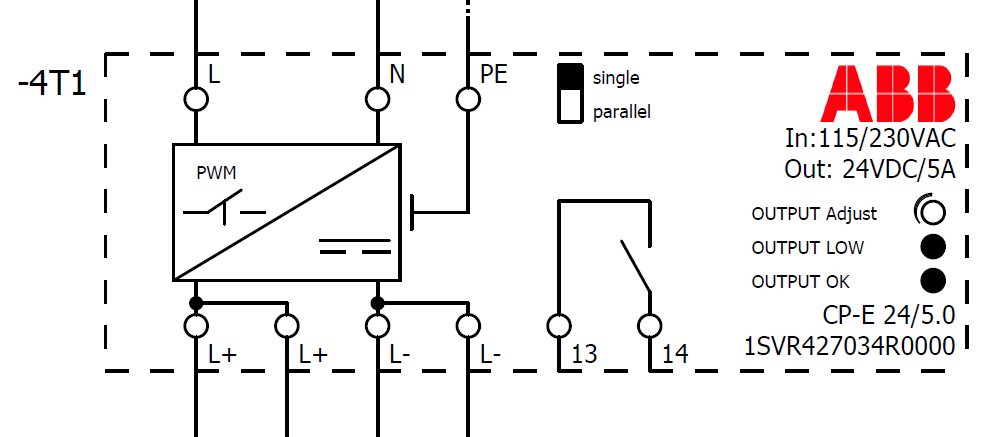 -4T1
L
N
PE
single
parallel
ABB
In:115/230VAC
Out: 24VDC/5A
PWM
OUTPUT Adjust
OUTPUT LOW
OUTPUT OK
CP-E 24/5.0
1SVR427034R0000
L+
L+
L-
L-
13
14